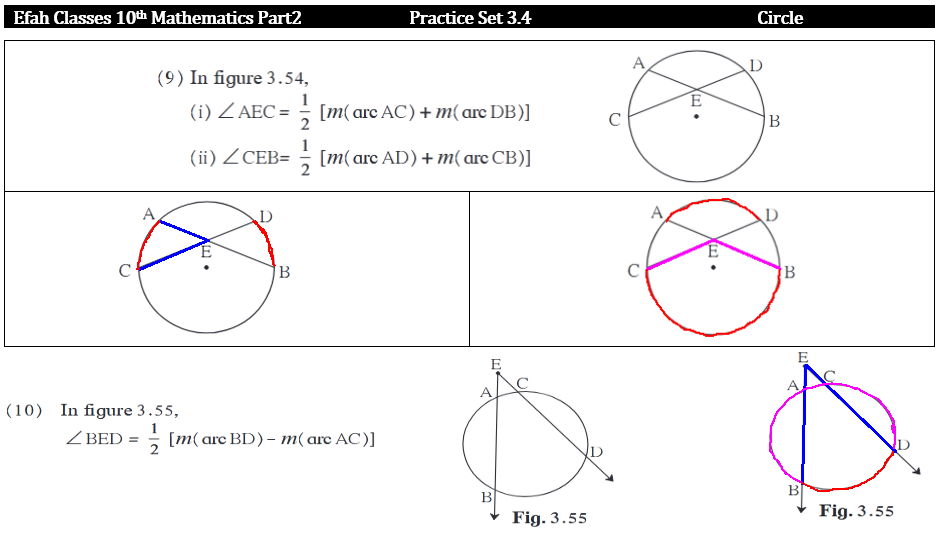 Efah Classes 10th Mathematics Part2 Practice Set 3.4 Circle
(9) In figure 3.54,
(i) ∠AEC = 1/2 [m(arc AC) + m(arc DB)]
(ii) ∠CEB= 1/2 [m(arc AD) + m(arc CB)]
A D
E
C B
A D
E
C B
A D
E
C B
(10) In figure 3.55,
∠BED = 1/2 [m(arc BD) – m(arc AC)]
E
C
A
D
B
Fig. 3.55
E
C
A
D
B
Fig. 3.55